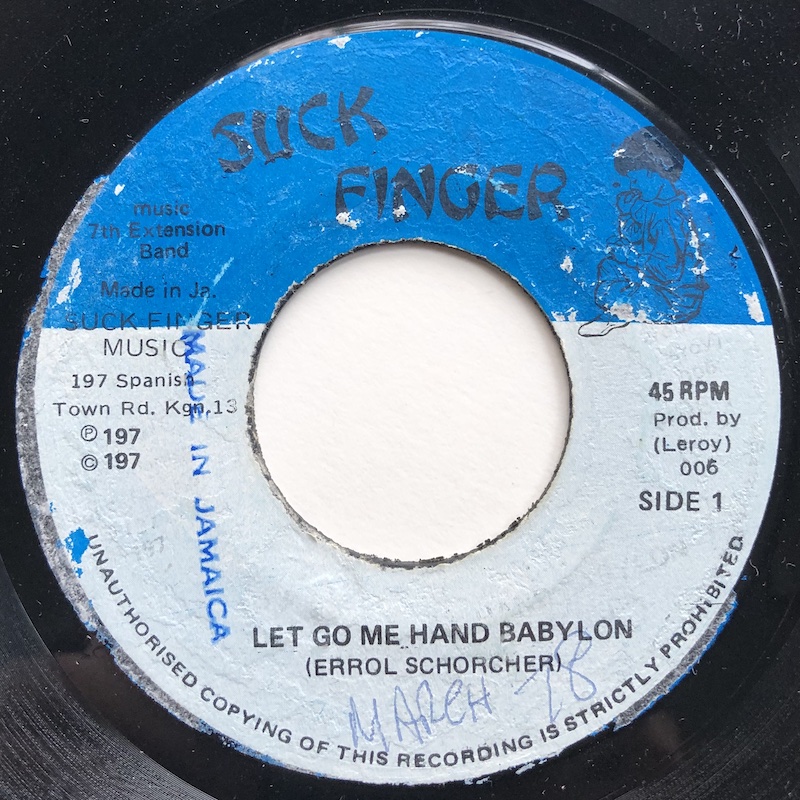 SUCK
FINGER
music
7th Extension
Band
Made in Ja.
SUCK FINGER
MUSIC
197 Spanish
Town Rd. Kgn.13
Ⓟ 197
© 197
MADE IN JAMAICA
45 RPM
Prod. by
(Leroy)
006
SIDE 1
LET GO ME HAND BABYLON
(ERROL SCHORCHER)
MARCH -78
UNAUTHORISED COPYING OF THIS RECORDING IS STRICTLY PROHIBITED